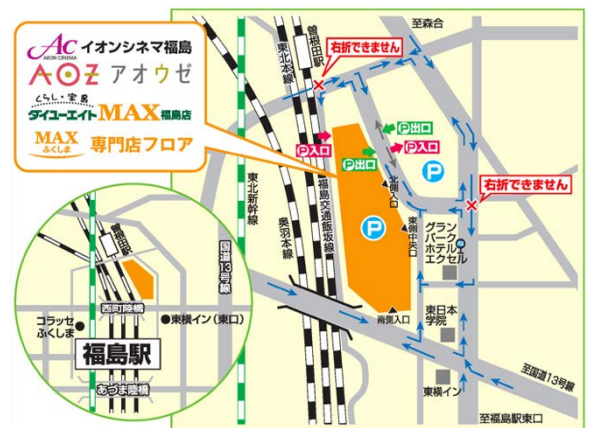 AC イオンシネマ福島
AEON CINEMA
AOZ アオウゼ
くらし・宝島
ダイユーエイトMAX福島店
MAX
ふくしま
専門店フロア
曽根田駅
東北本線
至森合
右折できません
P入口
P出口
P出口
P入口
P
北側入口
右折できません
東北新幹線
奥羽本線
福島交通飯坂線
P
東側中央口
グラン
パーク
ホテル
エクセル
国道13号線
南側入口
東日本
学院
東横イン
至国道13号線
至福島駅東口
曽根田駅
西町陸橋
コラッセ
ふくしま
東横イン(東口)
福島駅
あづま陸橋